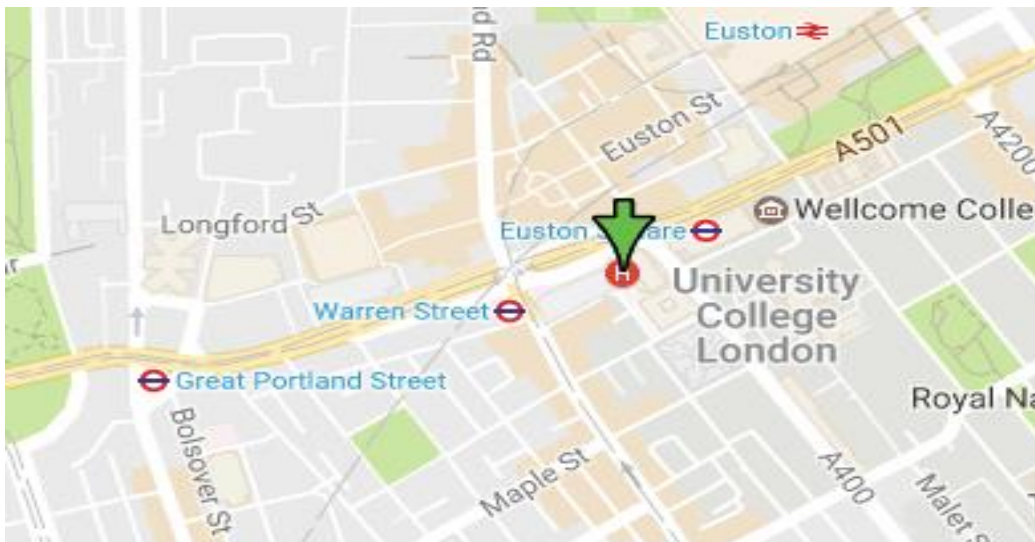 Euston
d Rd
Euston St
A501
A4200
Longford St
Wellcome Colle
Euston S are
H
University
College
London
Warren Street
Great Portland Street
Royal Na
Bolsover St
Maple St
A400
Malet S
ar